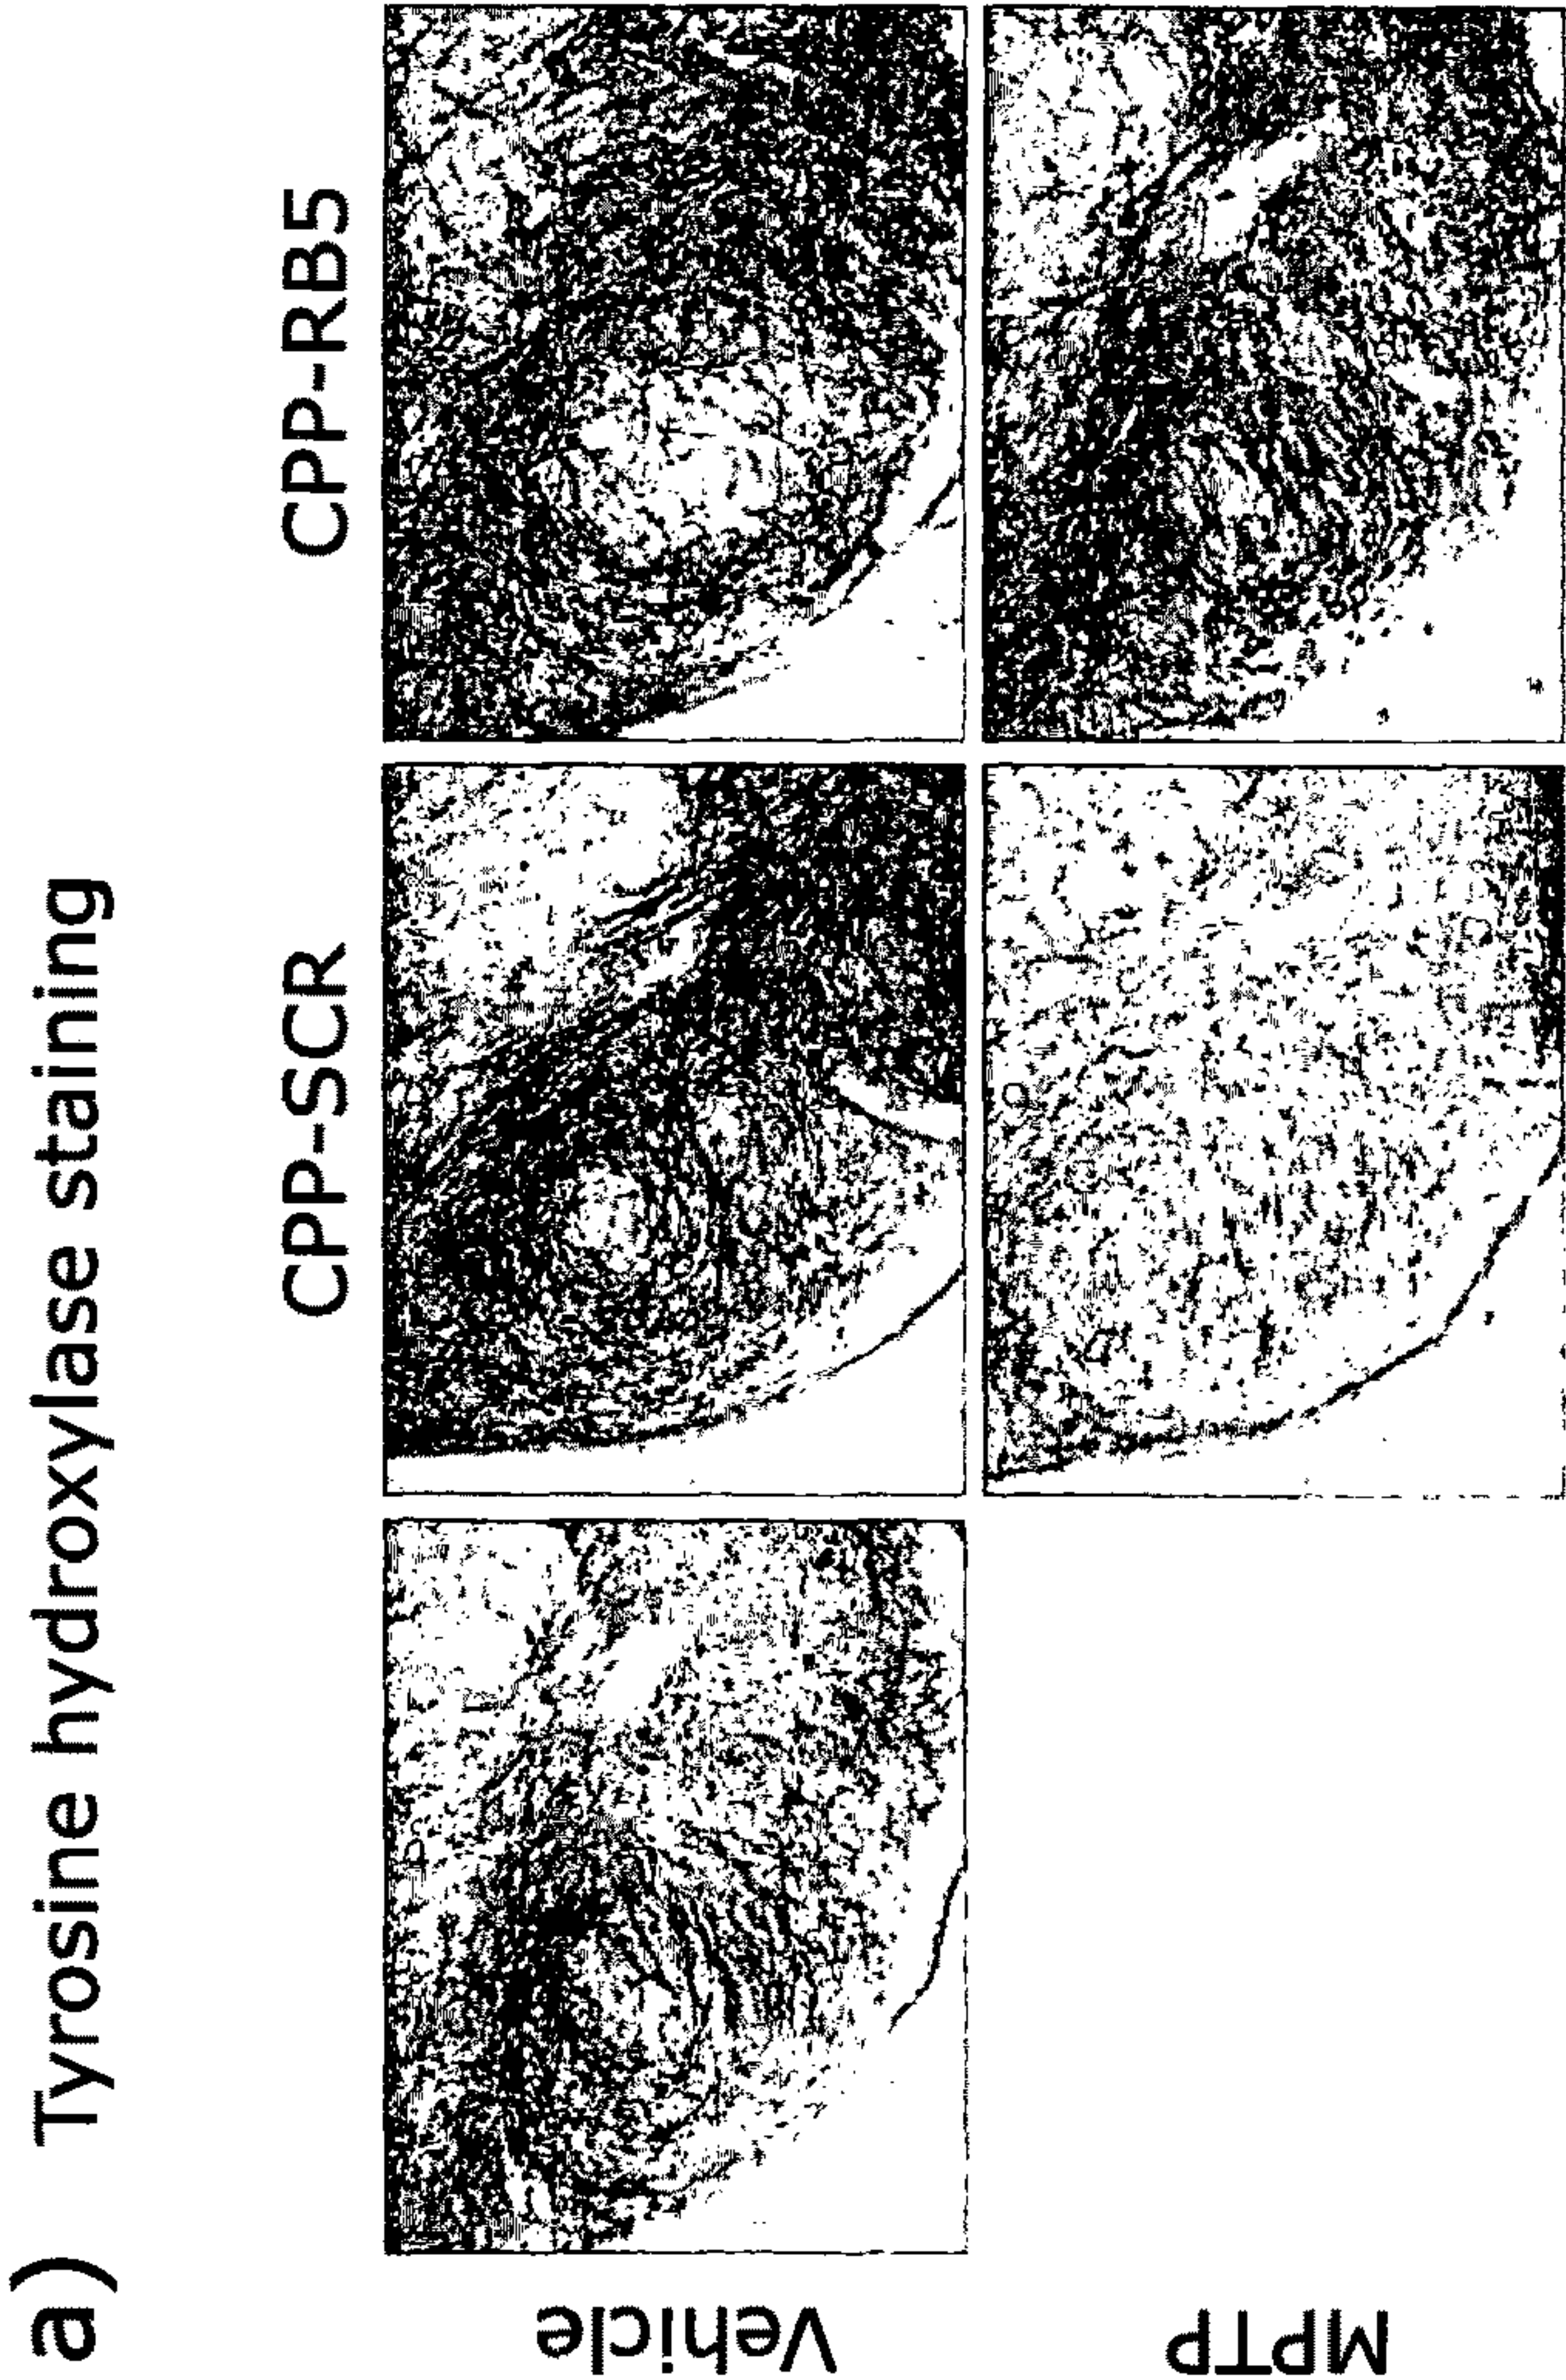 a) Tyrosine hydroxylase staining
CPP-SCR CPP-RB5
Vehicle
MPTP